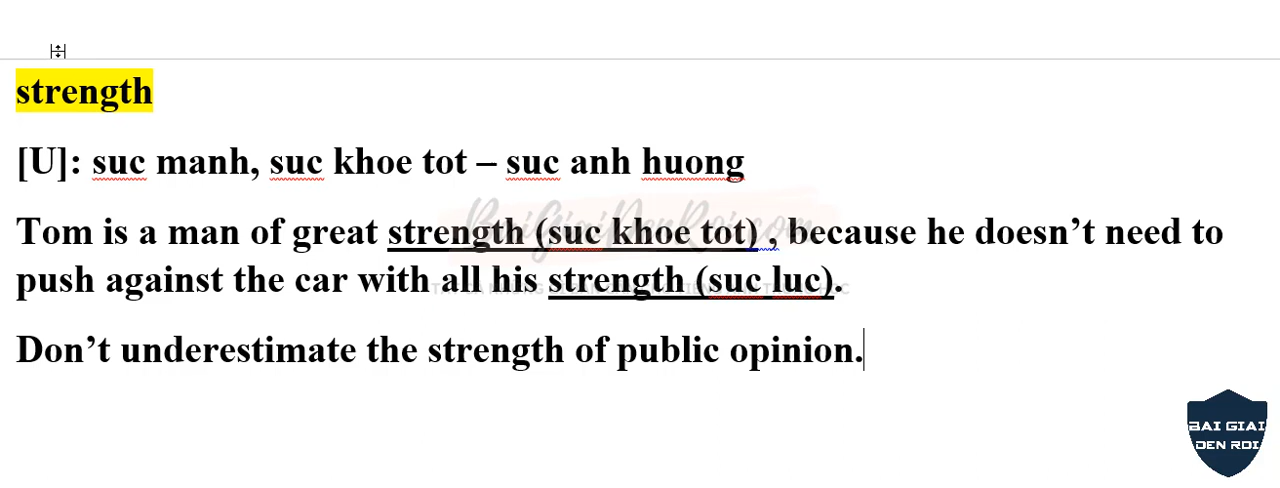 strength
[U]: suc manh, suc khoe tot – suc anh huong
BaiGiaiDenRoi.com
Tom is a man of great strength (suc khoe tot) , because he doesn’t need to
push against the car with all his strength (suc luc).
Don’t underestimate the strength of public opinion.
BAI GIAI
DEN ROI